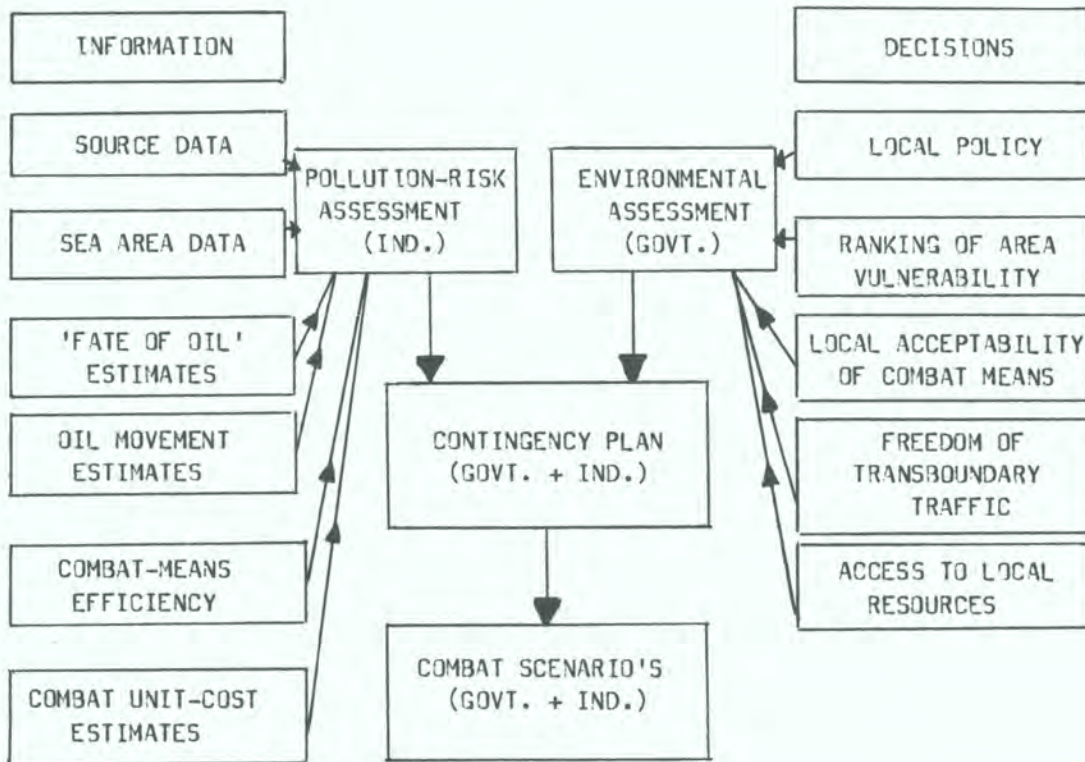 INFORMATION
DECISIONS
SOURCE DATA
SEA AREA DATA
'FATE OF OIL'
ESTIMATES
OIL MOVEMENT
ESTIMATES
COMBAT-MEANS
EFFICIENCY
COMBAT UNIT-COST
ESTIMATES
POLLUTION-RISK
ASSESSMENT
(IND.)
ENVIRONMENTAL
ASSESSMENT
(GOVT.)
CONTINGENCY PLAN
(GOVT. + IND.)
COMBAT SCENARIO'S
(GOVT. + IND.)
LOCAL POLICY
RANKING OF AREA
VULNERABILITY
LOCAL ACCEPTABILITY
OF COMBAT MEANS
FREEDOM OF
TRANSBOUNDARY
TRAFFIC
ACCESS TO LOCAL
RESOURCES